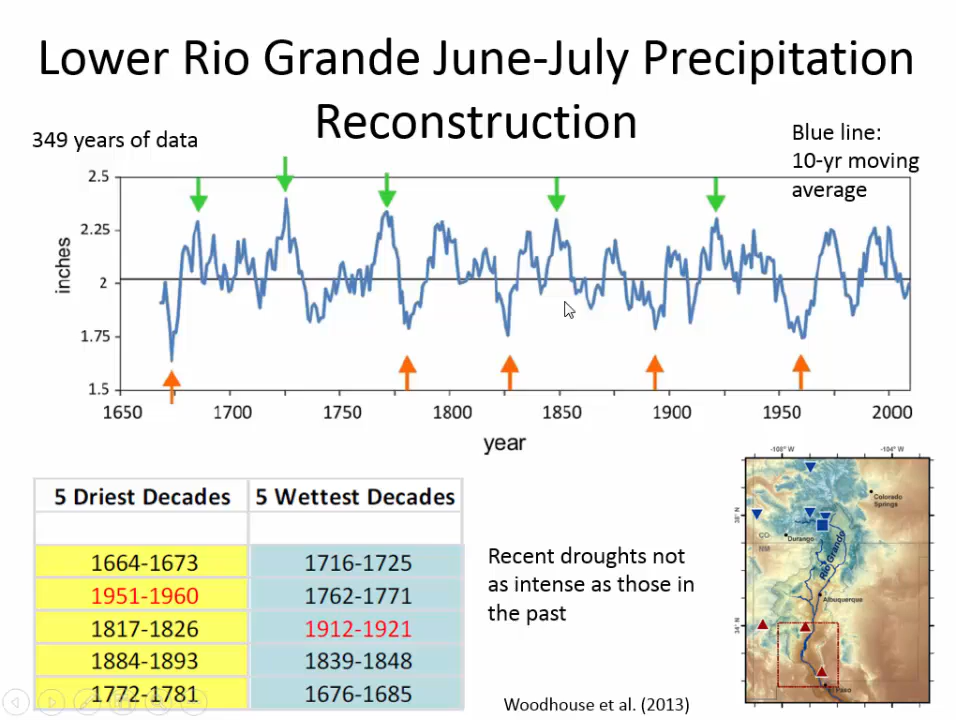 Lower Rio Grande June-July Precipitation
Reconstruction
349 years of data
Blue line:
10-yr moving
average
2.5
2.25
2
1.75
1.5
inches
1650
1700
1750
1800
1850
1900
1950
2000
year
5 Driest Decades 5 Wettest Decades
1664-1673 1716-1725
1951-1960 1762-1771
1817-1826 1912-1921
1884-1893 1839-1848
1772-1781 1676-1685
Recent droughts not
as intense as those in
the past
-108° W
-104° W
38° N
34° N
Colorado
Springs
CO
NM
Durango
Rio Grande
Albuquerque
El Paso
Woodhouse et al. (2013)